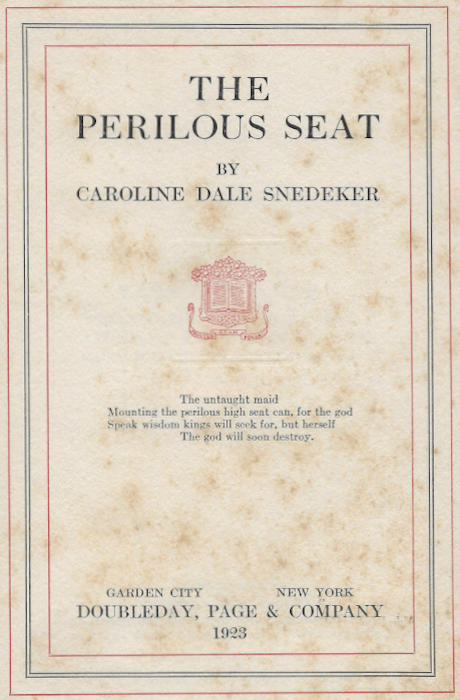 THE
PERILOUS SEAT
BY
CAROLINE DALE SNEDEKER
The untaught maid
Mounting the perilous high seat can, for the god
Speak wisdom kings will seek for, but herself
The god will soon destroy.
GARDEN CITY NEW YORK
DOUBLEDAY, PAGE & COMPANY
1923